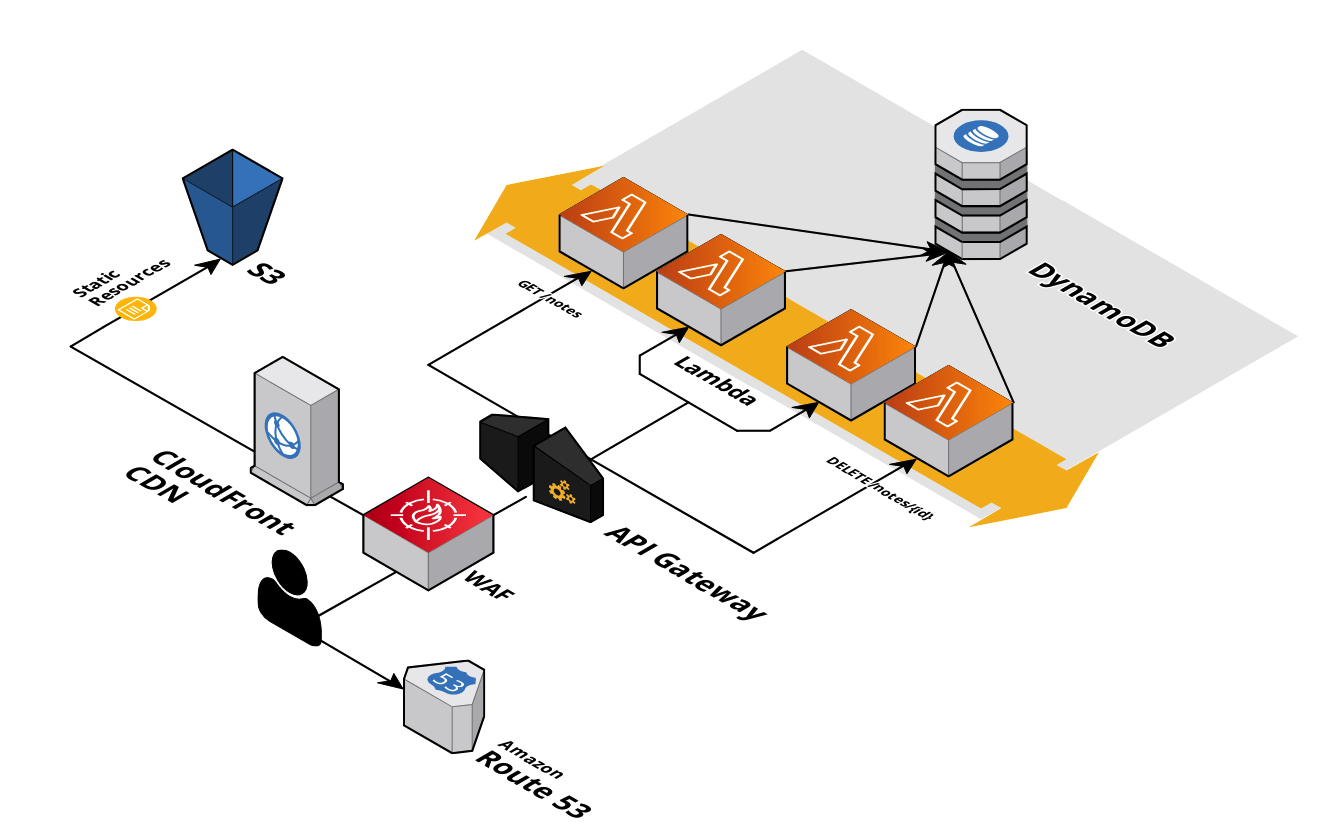 Static
Resources
S3
GET /notes
Lambda
DynamoDB
CloudFront
CDN
DELETE/notes/{id}
API Gateway
WAF
53
Amazon
Route 53